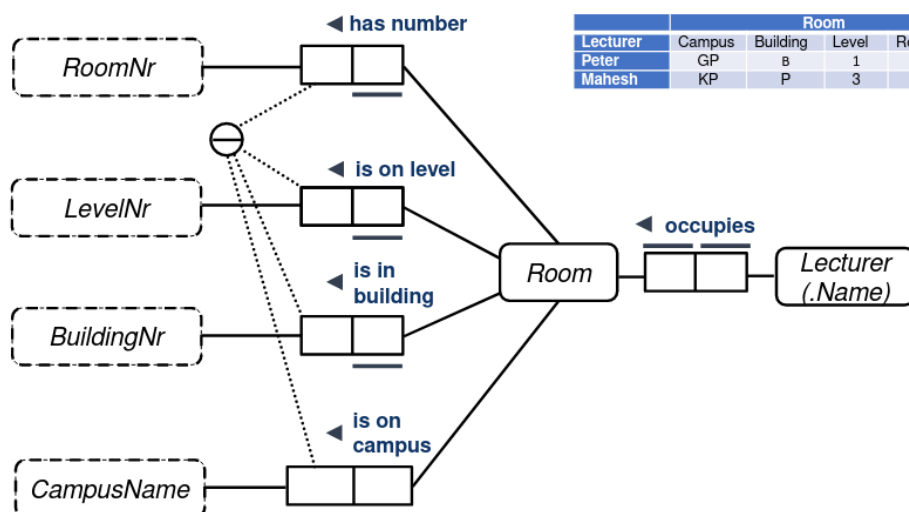 ◄ has number
RoomNr
Room
Lecturer Campus Building Level
Peter GP B 1
Mahesh KP P 3
◄ is on level
LevelNr
◄ occupies
Room
Lecturer
(.Name)
◄ is in
building
BuildingNr
◄ is on
campus
CampusName